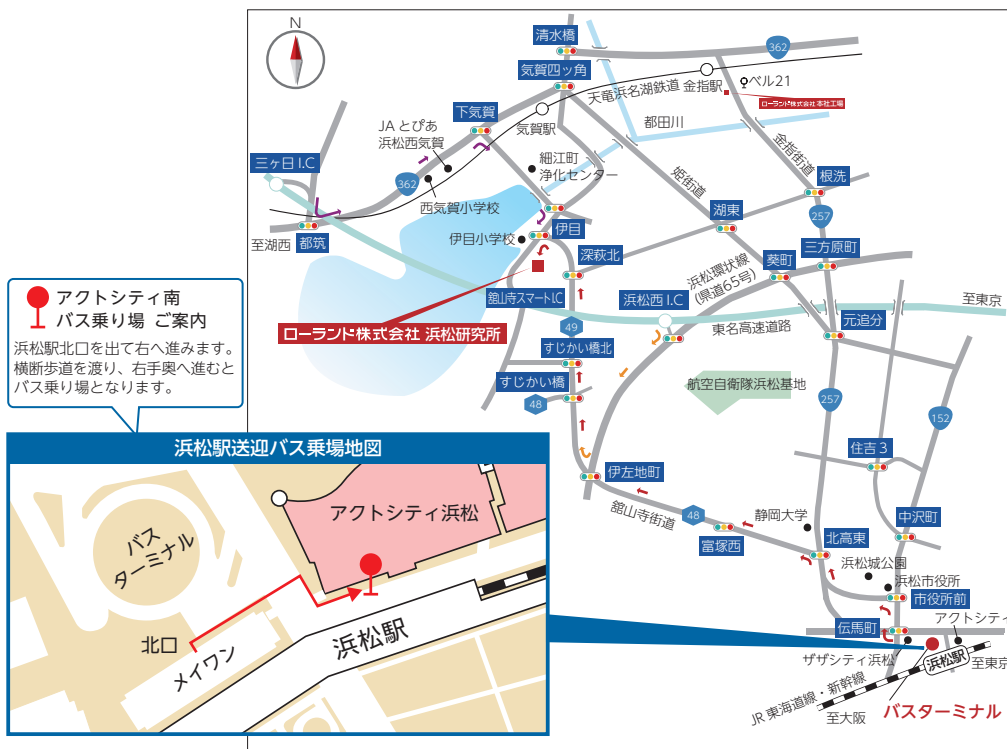 N
清水橋
362
気賀四ッ角
天竜浜名湖鉄道
金指駅
ベル21
ローランド株式会社 本社工場
下気賀
気賀駅
都田川
JA とぴあ
浜松西気賀
金指街道
三ヶ日 I.C
細江町
浄化センター
根洗
362
西気賀小学校
姫街道
湖東
257
至湖西
都筑
伊目
伊目小学校
三方原町
深萩北
葵町
浜松環状線
(県道65号)
舘山寺スマートI.C
浜松西 I.C
至東京
アクトシティ南
バス乗り場 ご案内
浜松駅北口を出て右へ進みます。
横断歩道を渡り、右手奥へ進むと
バス乗り場となります。
ローランド株式会社 浜松研究所
49
東名高速道路
元追分
すじかい橋北
すじかい橋
48
航空自衛隊浜松基地
257
152
住吉 3
浜松駅送迎バス乗場地図
伊左地町
舘山寺街道
48
富塚西
静岡大学
中沢町
北高東
浜松城公園
浜松市役所
市役所前
伝馬町
アクトシティ
ザザシティ浜松
浜松駅
至東京
JR 東海道線・新幹線
至大阪
バスターミナル
アクトシティ浜松
バス
ターミナル
北口
メイワン
浜松駅